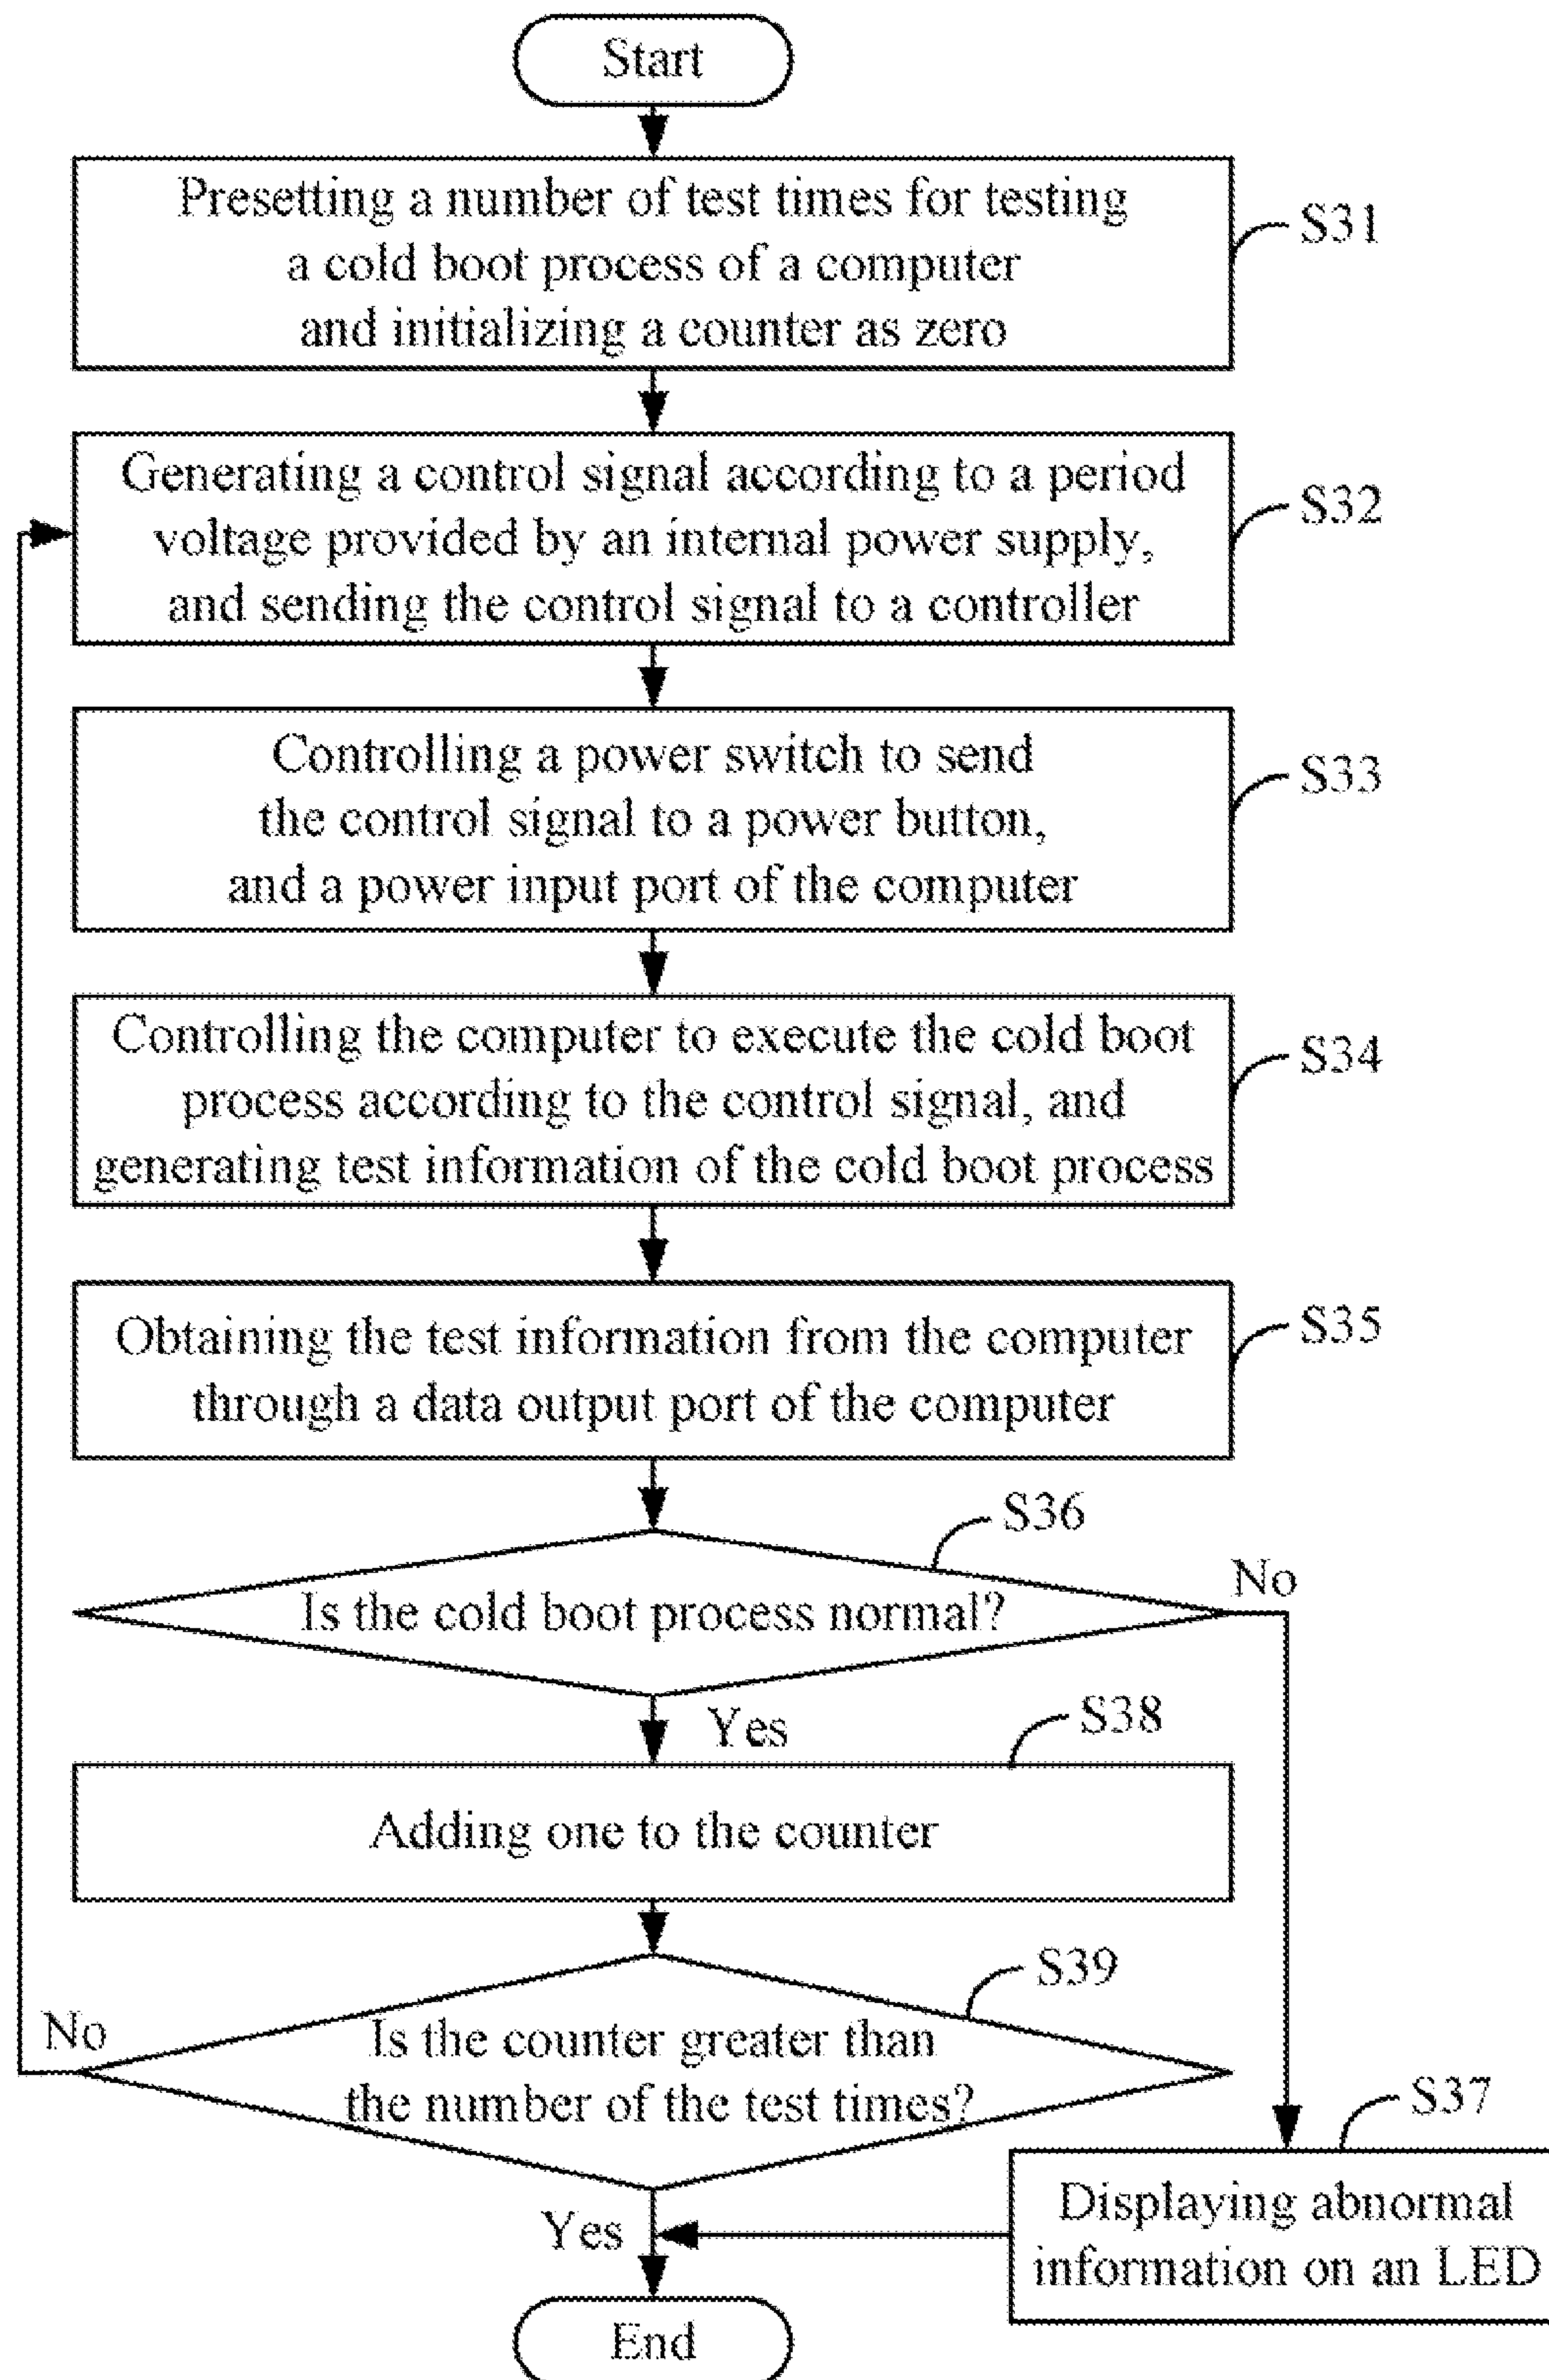 Start
Presetting a number of test times for testing
a cold boot process of a computer
and initializing a counter as zero
S31
Generating a control signal according to a period
voltage provided by an internal power supply,
and sending the control signal to a controller
S32
Controlling a power switch to send
the control signal to a power button,
and a power input port of the computer
S33
Controlling the computer to execute the cold boot
process according to the control signal, and
generating test information of the cold boot process
S34
Obtaining the test information from the computer
through a data output port of the computer
S35
S36
Is the cold boot process normal?
No
Yes
S38
Adding one to the counter
S39
No
Is the counter greater than
the number of the test times?
S37
Displaying abnormal
information on an LED
Yes
End